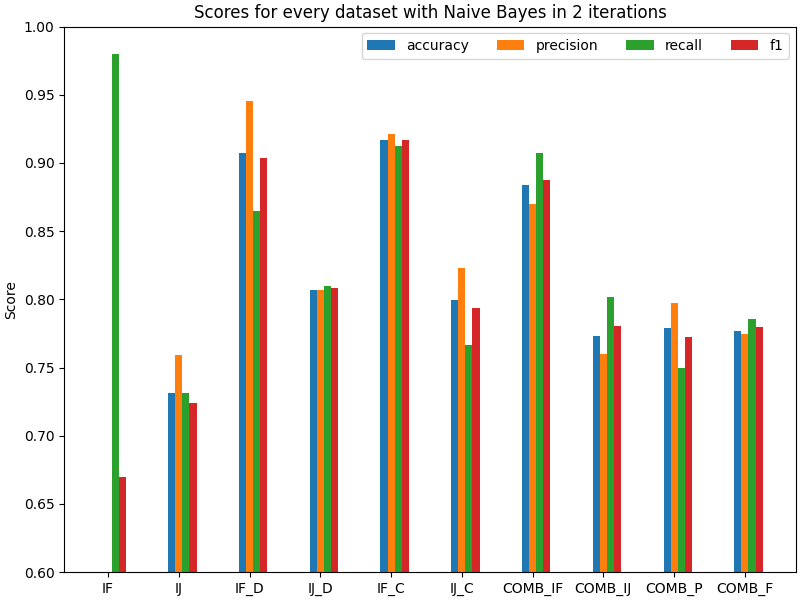 Scores for every dataset with Naive Bayes in 2 iterations
accuracy precision recall f1
Score
1.00
0.95
0.90
0.85
0.80
0.75
0.70
0.65
0.60
IF IJ IF_D IJ_D IF_C IJ_C COMB_IF COMB_IJ COMB_P COMB_F